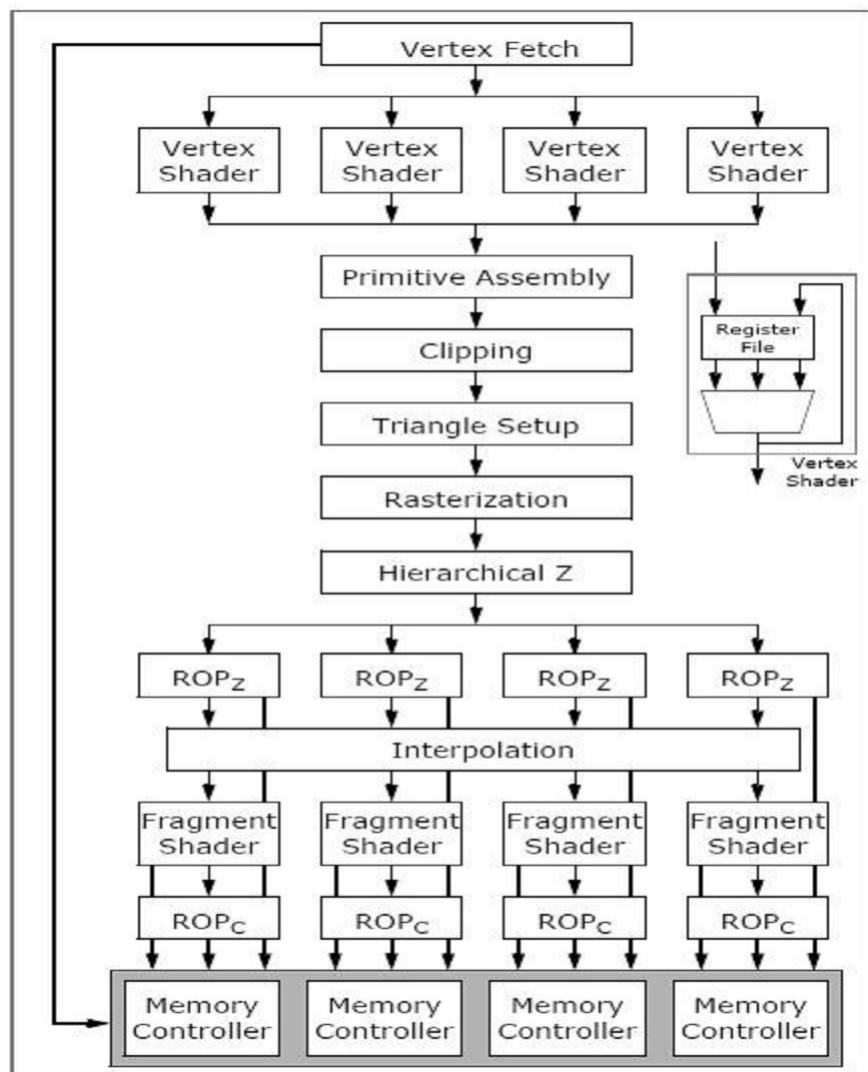 Vertex Fetch
Vertex
Shader
Vertex
Shader
Vertex
Shader
Vertex
Shader
Primitive Assembly
Clipping
Triangle Setup
Rasterization
Hierarchical Z
Register
File
Vertex
Shader
ROPZ
ROPZ
ROPZ
ROPZ
Interpolation
Fragment
Shader
Fragment
Shader
Fragment
Shader
Fragment
Shader
ROPC
ROPC
ROPC
ROPC
Memory
Controller
Memory
Controller
Memory
Controller
Memory
Controller